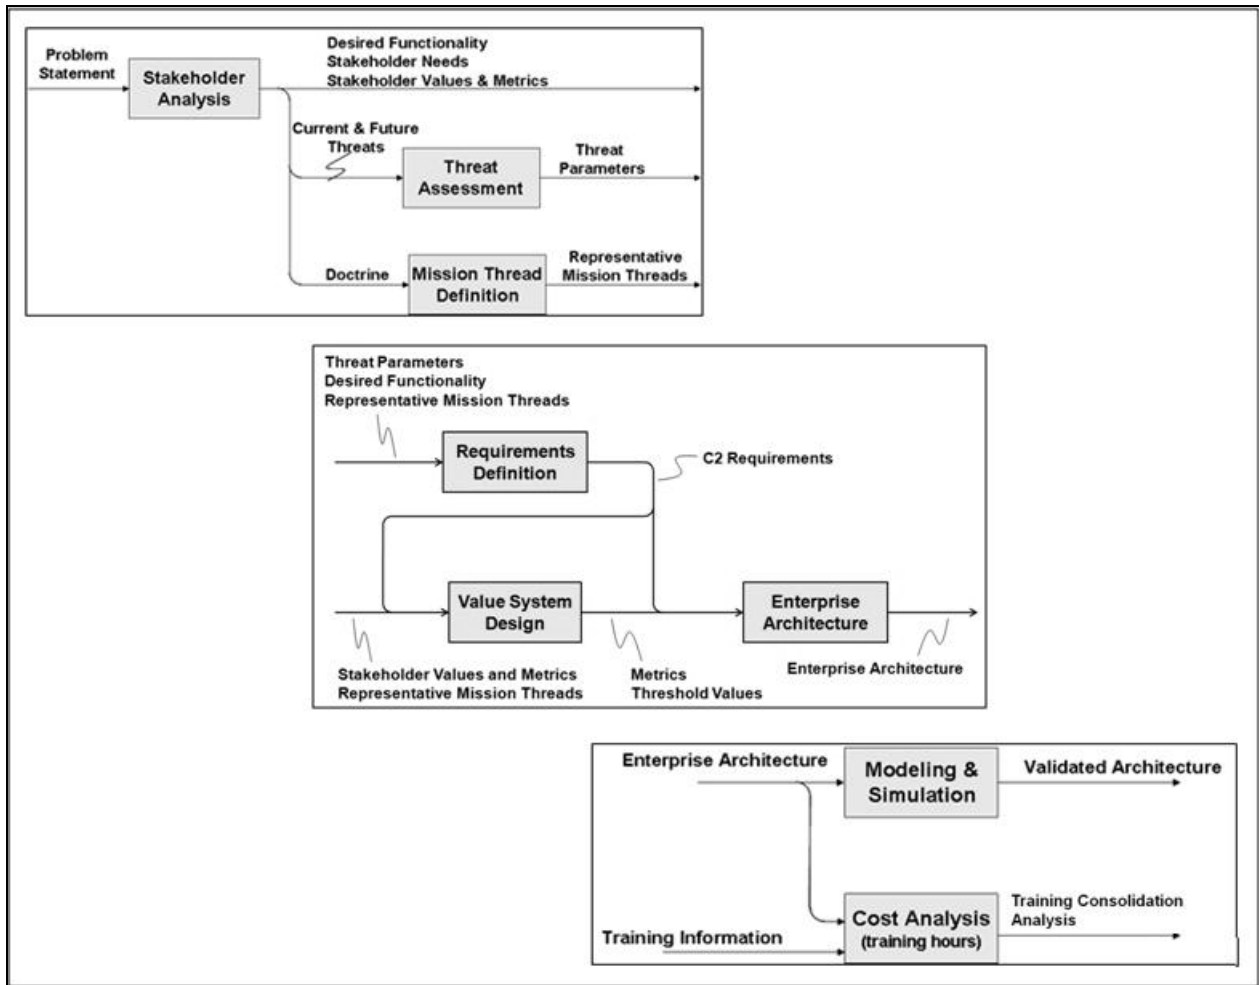 Problem
Statement
Stakeholder
Analysis
Desired Functionality
Stakeholder Needs
Stakeholder Values & Metrics
Current & Future
Threats
Threat
Assessment
Threat
Parameters
Doctrine
Mission Thread
Definition
Representative
Mission Threads
Threat Parameters
Desired Functionality
Representative Mission Threads
Requirements
Definition
C2 Requirements
Value System
Design
Enterprise
Architecture
Stakeholder Values and Metrics
Representative Mission Threads
Metrics
Threshold Values
Enterprise Architecture
Enterprise Architecture
Modeling &
Simulation
Validated Architecture
Training Information
Cost Analysis
(training hours)
Training Consolidation
Analysis